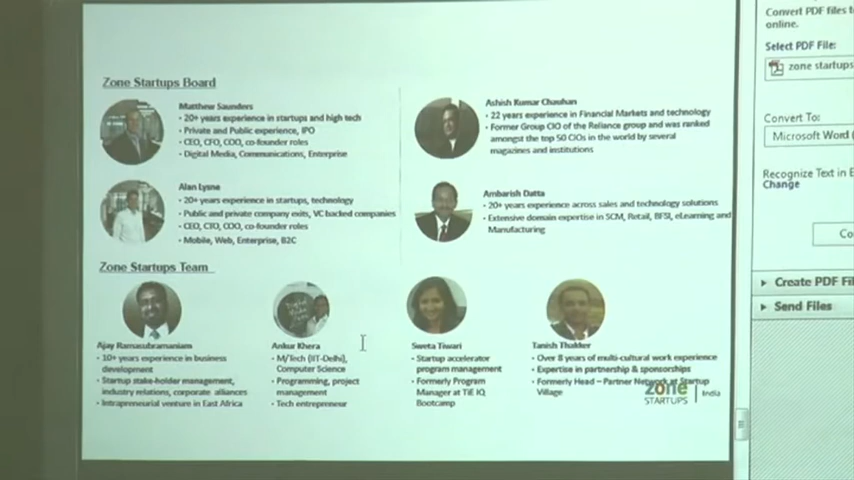 Zone Startups Board
Matthew Saunders
• 20+ years experience in startups and high tech
• Private and Public experience, IPO
• CEO, CFO, COO, co-founder roles
• Digital Media, Communications, Enterprise
Ashish Kumar Chauhan
• 22 years experience in Financial Markets and technology
• Former Group CIO of the Reliance group and was ranked
amongst the top 50 CIOs in the world by several
magazines and institutions
Alan Lysne
• 20+ years experience in startups, technology
• Public and private company exits, VC backed companies
• CEO, CTO, COO, co-founder roles
• Mobile, Web, Enterprise, B2C
Ambarish Datta
• 20+ years experience across sales and technology solutions
• Extensive domain expertise in SCM, Retail, BFSI, eLearning and
Manufacturing
Zone Startups Team
Ajay Ramasubramaniam
• 10+ years experience in business
development
• Startup stake-holder management,
industry relations, corporate alliances
• Intrapreneurial venture in East Africa
Ankur Khera
• M/Tech (IIT-Delhi),
Computer Science
• Programming, project
management
• Tech entrepreneur
Sweta Tiwari
• Startup accelerator
program management
• Formerly Program
Manager at TiE IQ
Bootcamp
Tanish Thakker
• Over 8 years of multi-cultural work experience
• Expertise in partnership & sponsorships
• Formerly Head – Partner Network at Startup
Village
zone
STARTUPS | India
Convert PDF files to
online.
Select PDF File:
zone startups
Convert To:
Microsoft Word (
Recognize Text in E
Change
Co
Create PDF Fil
Send Files